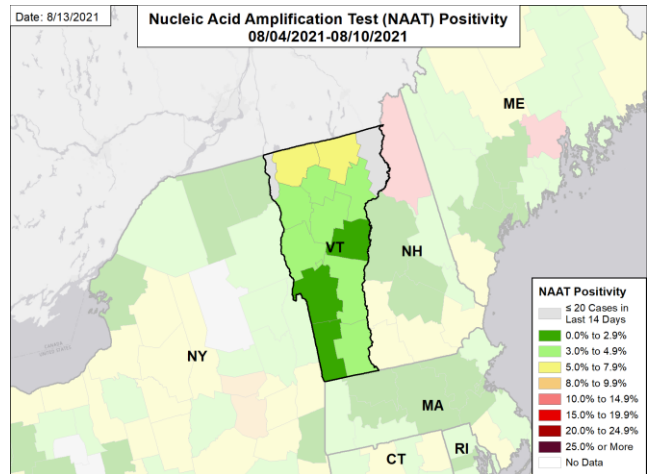 Date: 8/13/2021
Nucleic Acid Amplification Test (NAAT) Positivity
08/04/2021-08/10/2021
ME
VT
NH
NY
MA
CT
RI
NAAT Positivity
≤ 20 Cases in
Last 14 Days
0.0% to 2.9%
3.0% to 4.9%
5.0% to 7.9%
8.0% to 9.9%
10.0% to 14.9%
15.0% to 19.9%
20.0% to 24.9%
25.0% or More
No Data